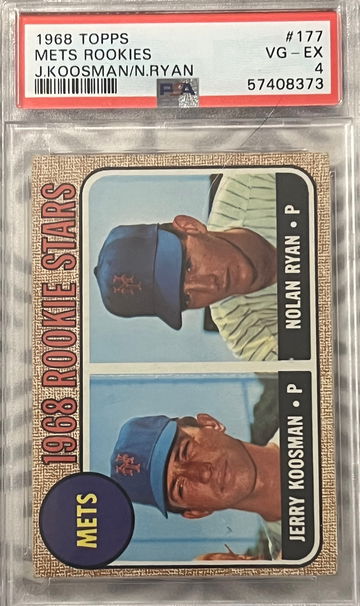 1968 TOPPS #177
METS ROOKIES VG-EX
J.KOOSMAN/N.RYAN 4
PSA 57408373
1968 ROOKIE STARS
METS
JERRY KOOSMAN • P
NOLAN RYAN • P